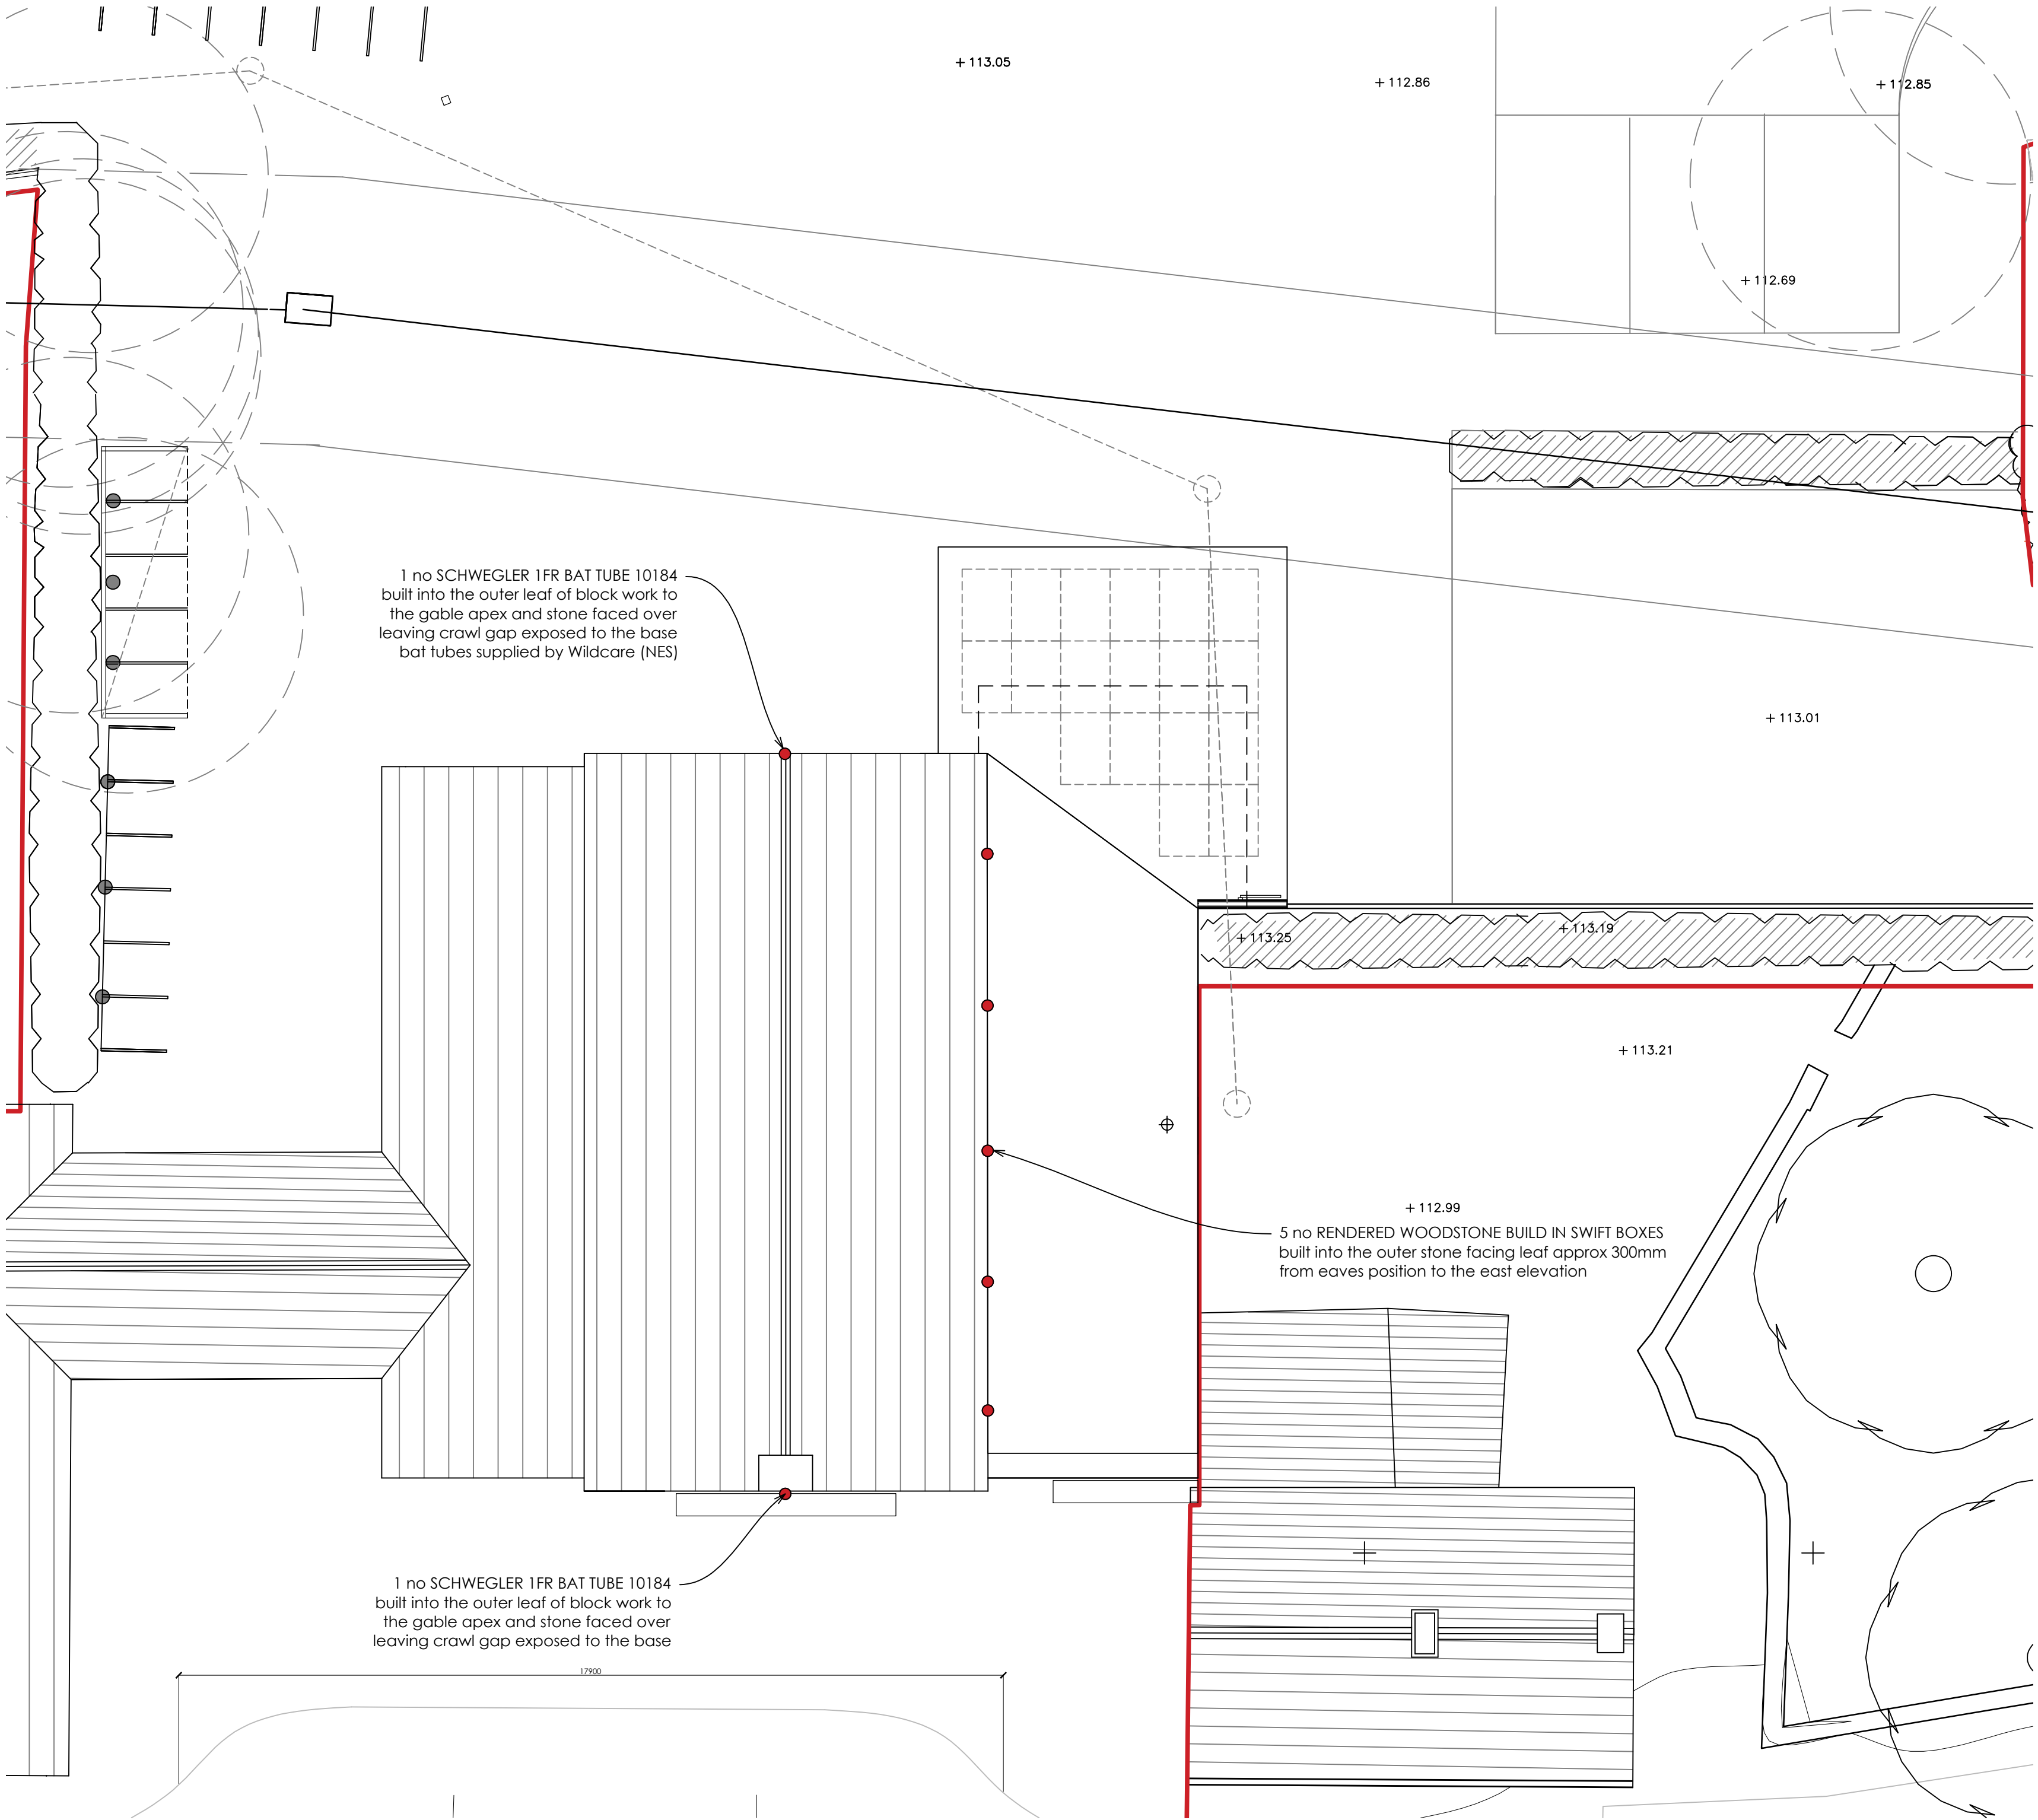 + 113.05
+ 112.86
+ 112.85
+ 112.69
1 no SCHWEGLER 1FR BAT TUBE 10184
built into the outer leaf of block work to
the gable apex and stone faced over
leaving crawl gap exposed to the base
bat tubes supplied by Wildcare (NES)
+ 113.01
+ 113.25
+ 113.19
+ 113.21
+ 112.99
5 no RENDERED WOODSTONE BUILD IN SWIFT BOXES
built into the outer stone facing leaf approx 300mm
from eaves position to the east elevation
1 no SCHWEGLER 1FR BAT TUBE 10184
built into the outer leaf of block work to
the gable apex and stone faced over
leaving crawl gap exposed to the base
17900